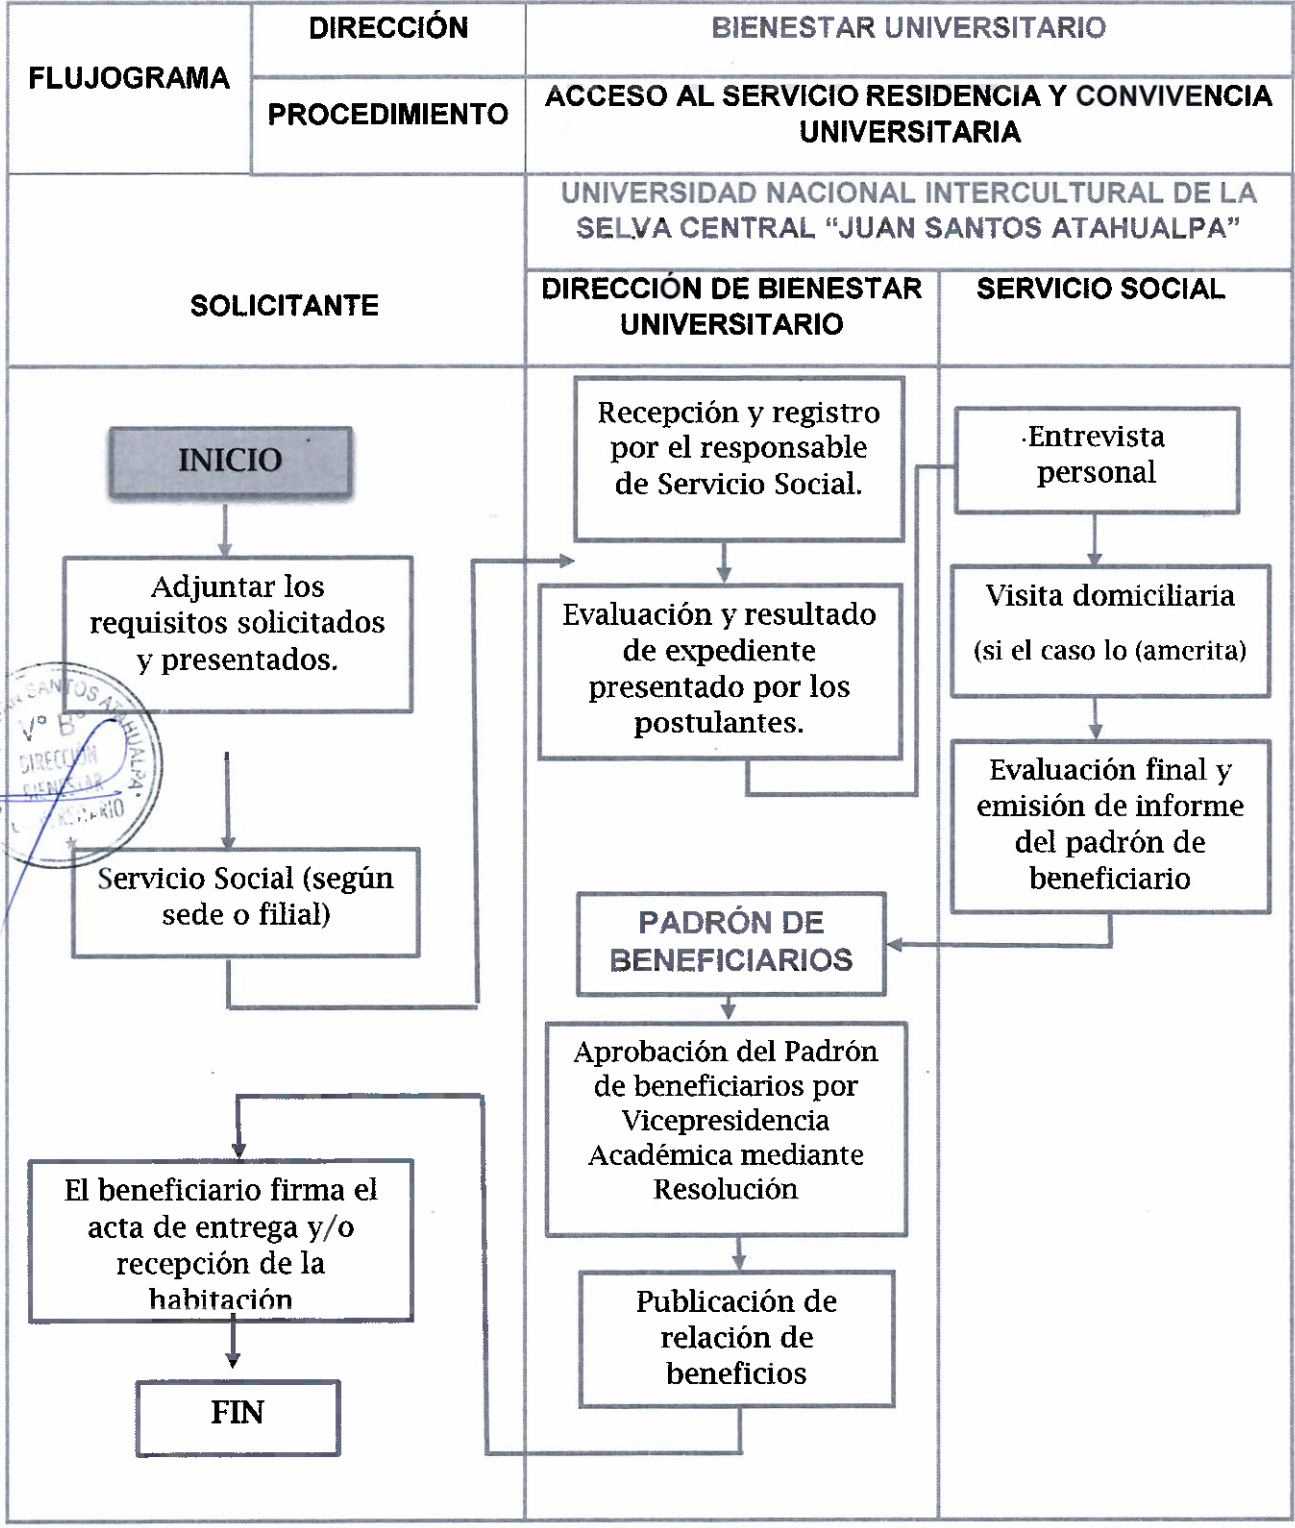 FLUJOGRAMA
DIRECCIÓN
BIENESTAR UNIVERSITARIO
PROCEDIMIENTO
ACCESO AL SERVICIO RESIDENCIA Y CONVIVENCIA
UNIVERSITARIA
SOLICITANTE
UNIVERSIDAD NACIONAL INTERCULTURAL DE LA
SELVA CENTRAL “JUAN SANTOS ATAHUALPA”
DIRECCIÓN DE BIENESTAR
UNIVERSITARIO
SERVICIO SOCIAL
INICIO
Adjuntar los
requisitos solicitados
y presentados.
SANTOS ATAHUALPA
V° B°
DIRECCIÓN
BIENESTAR
Servicio Social (según
sede o filial)
Recepción y registro
por el responsable
de Servicio Social.
Evaluación y resultado
de expediente
presentado por los
postulantes.
Entrevista
personal
Visita domiciliaria
(si el caso lo (amerita)
Evaluación final y
emisión de informe
del padrón de
beneficiario
PADRÓN DE
BENEFICIARIOS
Aprobación del Padrón
de beneficiarios por
Vicepresidencia
Académica mediante
Resolución
Publicación de
relación de
beneficios
El beneficiario firma el
acta de entrega y/o
recepción de la
habitación
FIN